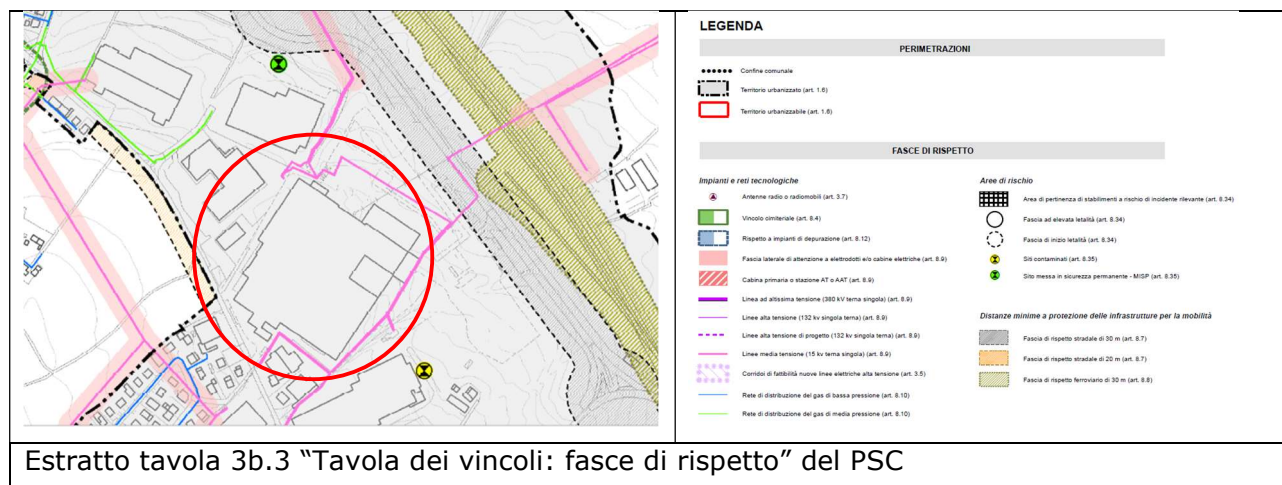 LEGENDA
PERIMETRAZIONI
Confine comunale
Territorio urbanizzato (art. 1.6)
Territorio urbanizzabile (art. 1.6)
FASCE DI RISPETTO
Impianti e reti tecnologiche
Antenne radio o radiomobili (art. 3.7)
Vincolo cimiteriale (art. 8.4)
Rispetto a impianti di depurazione (art. 8.12)
Fascia laterale di attenzione a elettrodotti e/o cabine elettriche (art. 8.9)
Cabina primaria o stazione AT o AAT (art. 8.9)
Linea ad altissima tensione (380 kV terna singola) (art. 8.9)
Linee alta tensione (132 kv singola terna) (art. 8.9)
Linee alta tensione di progetto (132 kv singola terna) (art. 8.9)
Linee media tensione (15 kv terna singola) (art. 8.9)
Corridoi di fattibilità nuove linee elettriche alta tensione (art. 3.5)
Rete di distribuzione del gas di bassa pressione (art. 8.10)
Rete di distribuzione del gas di media pressione (art. 8.10)
Aree di rischio
Area di pertinenza di stabilimenti a rischio di incidente rilevante (art. 8.34)
Fascia ad elevata letalità (art. 8.34)
Fascia di inizio letalità (art. 8.34)
Siti contaminati (art. 8.35)
Sito messa in sicurezza permanente - MISP (art. 8.35)
Distanze minime a protezione delle infrastrutture per la mobilità
Fascia di rispetto stradale di 30 m (art. 8.7)
Fascia di rispetto stradale di 20 m (art. 8.7)
Fascia di rispetto ferroviario di 30 m (art. 8.8)
Estratto tavola 3b.3 “Tavola dei vincoli: fasce di rispetto” del PSC